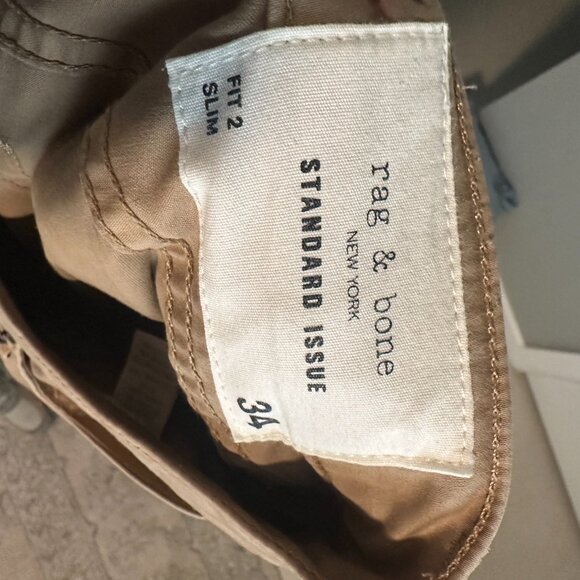 rag & bone
NEW YORK
STANDARD ISSUE
FIT 2
SLIM
34